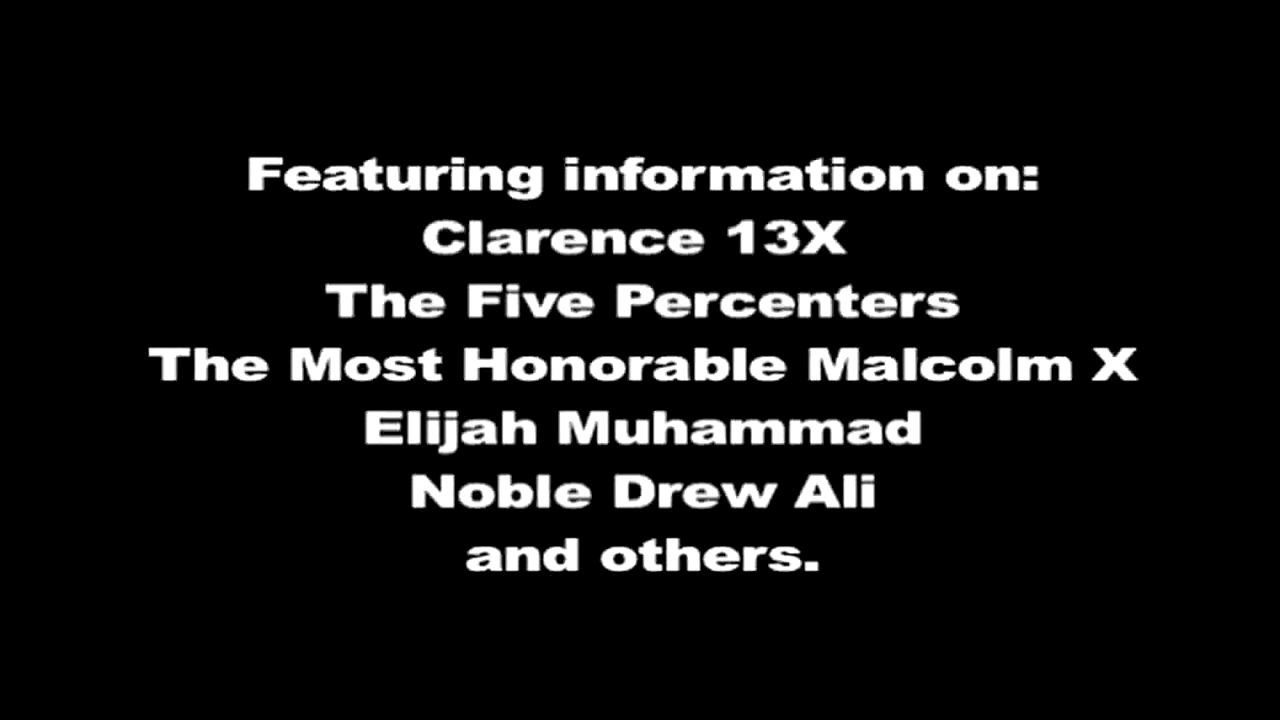 Featuring information on:
Clarence 13X
The Five Percenters
The Most Honorable Malcolm X
Elijah Muhammad
Noble Drew Ali
and others.